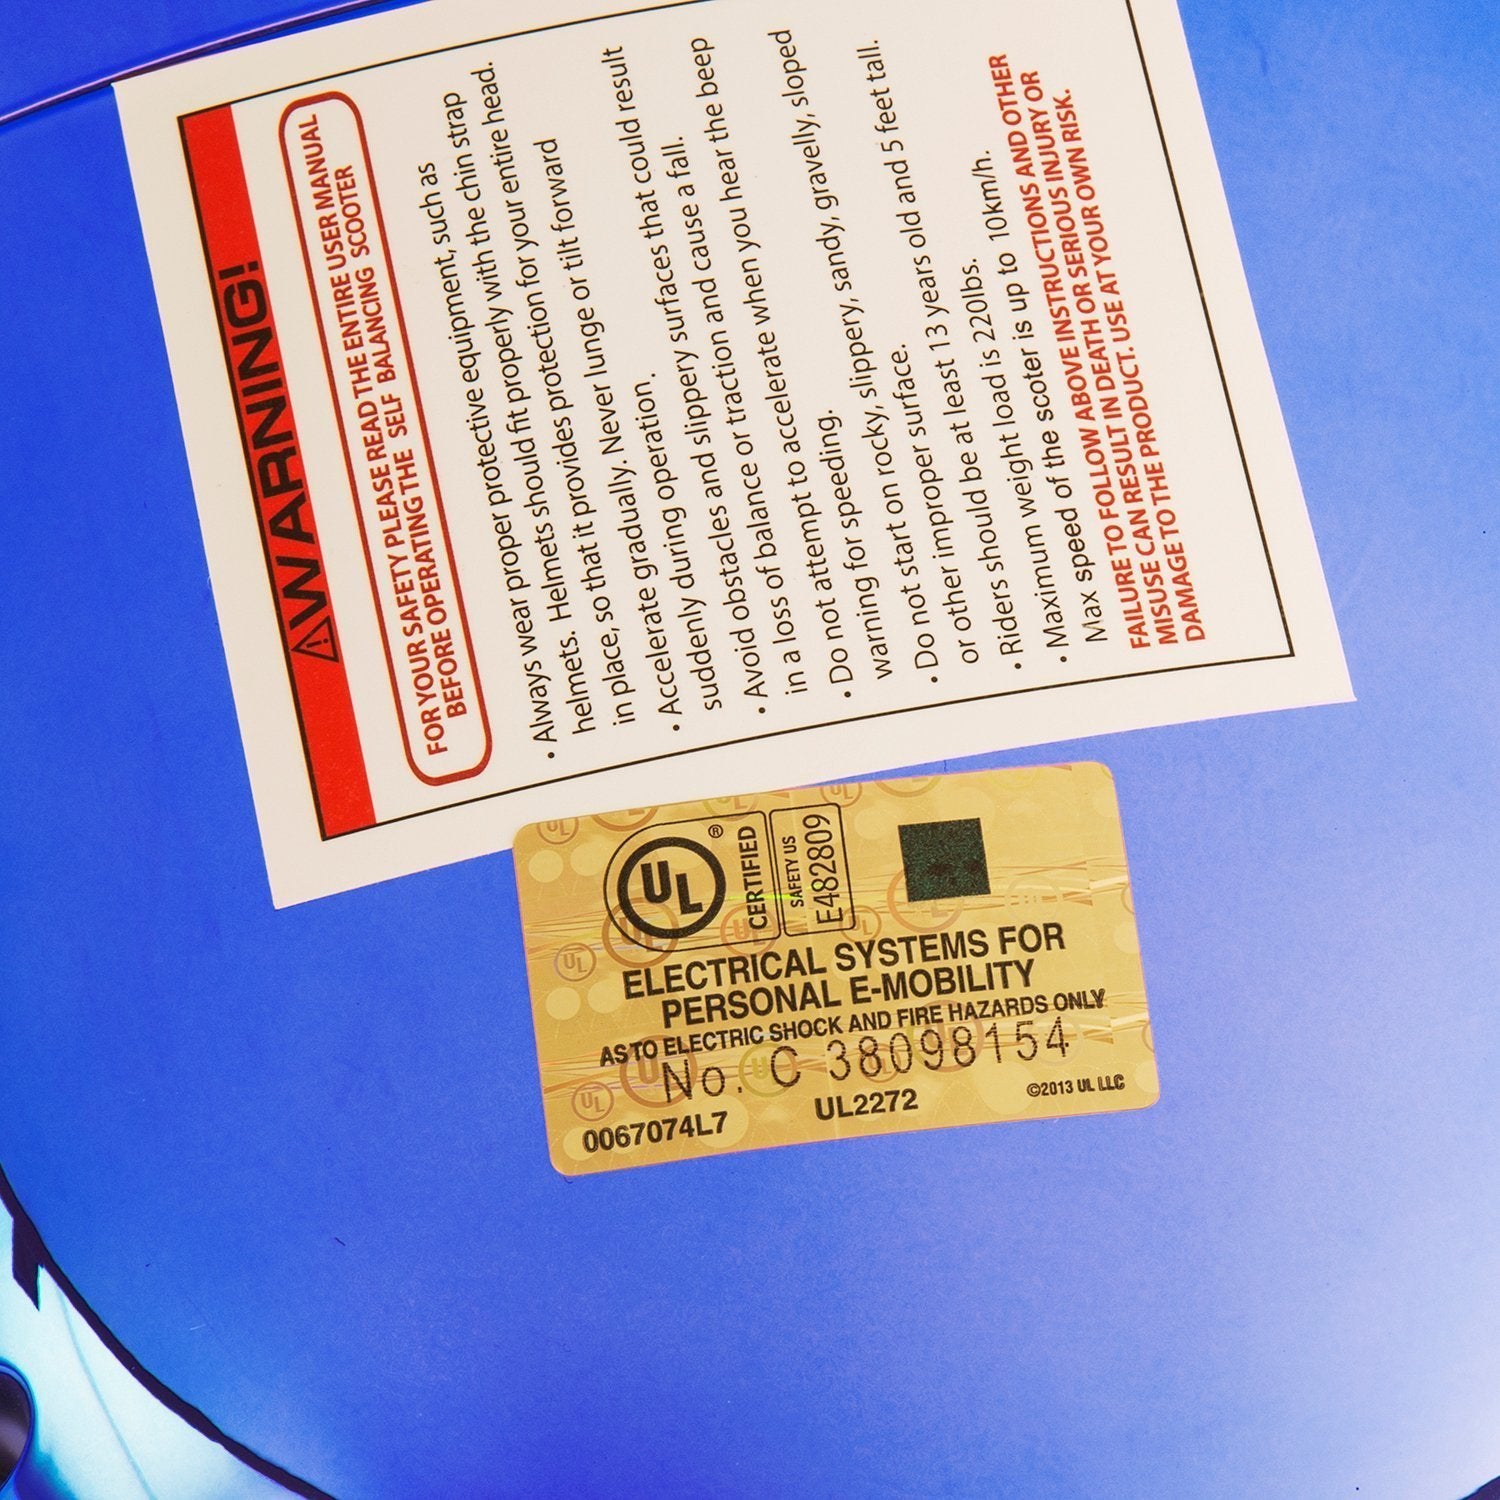 WARNING!
FOR YOUR SAFETY PLEASE READ THE ENTIRE USER MANUAL
BEFORE OPERATING THE SELF BALANCING SCOOTER
• Always wear proper protective equipment, such as
helmets. Helmets should fit properly with the chin strap
in place, so that it provides protection for your entire head.
• Accelerate gradually. Never lunge or tilt forward
suddenly during operation.
• Avoid obstacles and slippery surfaces that could result
in a loss of balance or traction and cause a fall.
• Do not attempt to accelerate when you hear the beep
warning for speeding.
• Do not start on rocky, slippery, sandy, gravelly, sloped
or other improper surface.
• Riders should be at least 13 years old and 5 feet tall.
• Maximum weight load is 220lbs.
Max speed of the scooter is up to 10km/h.
FAILURE TO FOLLOW ABOVE INSTRUCTIONS AND OTHER
MISUSE CAN RESULT IN DEATH OR SERIOUS INJURY OR
DAMAGE TO THE PRODUCT. USE AT YOUR OWN RISK.
UL ®
CERTIFIED
SAFETY US
E482809
ELECTRICAL SYSTEMS FOR
PERSONAL E-MOBILITY
AS TO ELECTRIC SHOCK AND FIRE HAZARDS ONLY
No. C 38098154
0067074L7 UL2272 ©2013 UL LLC